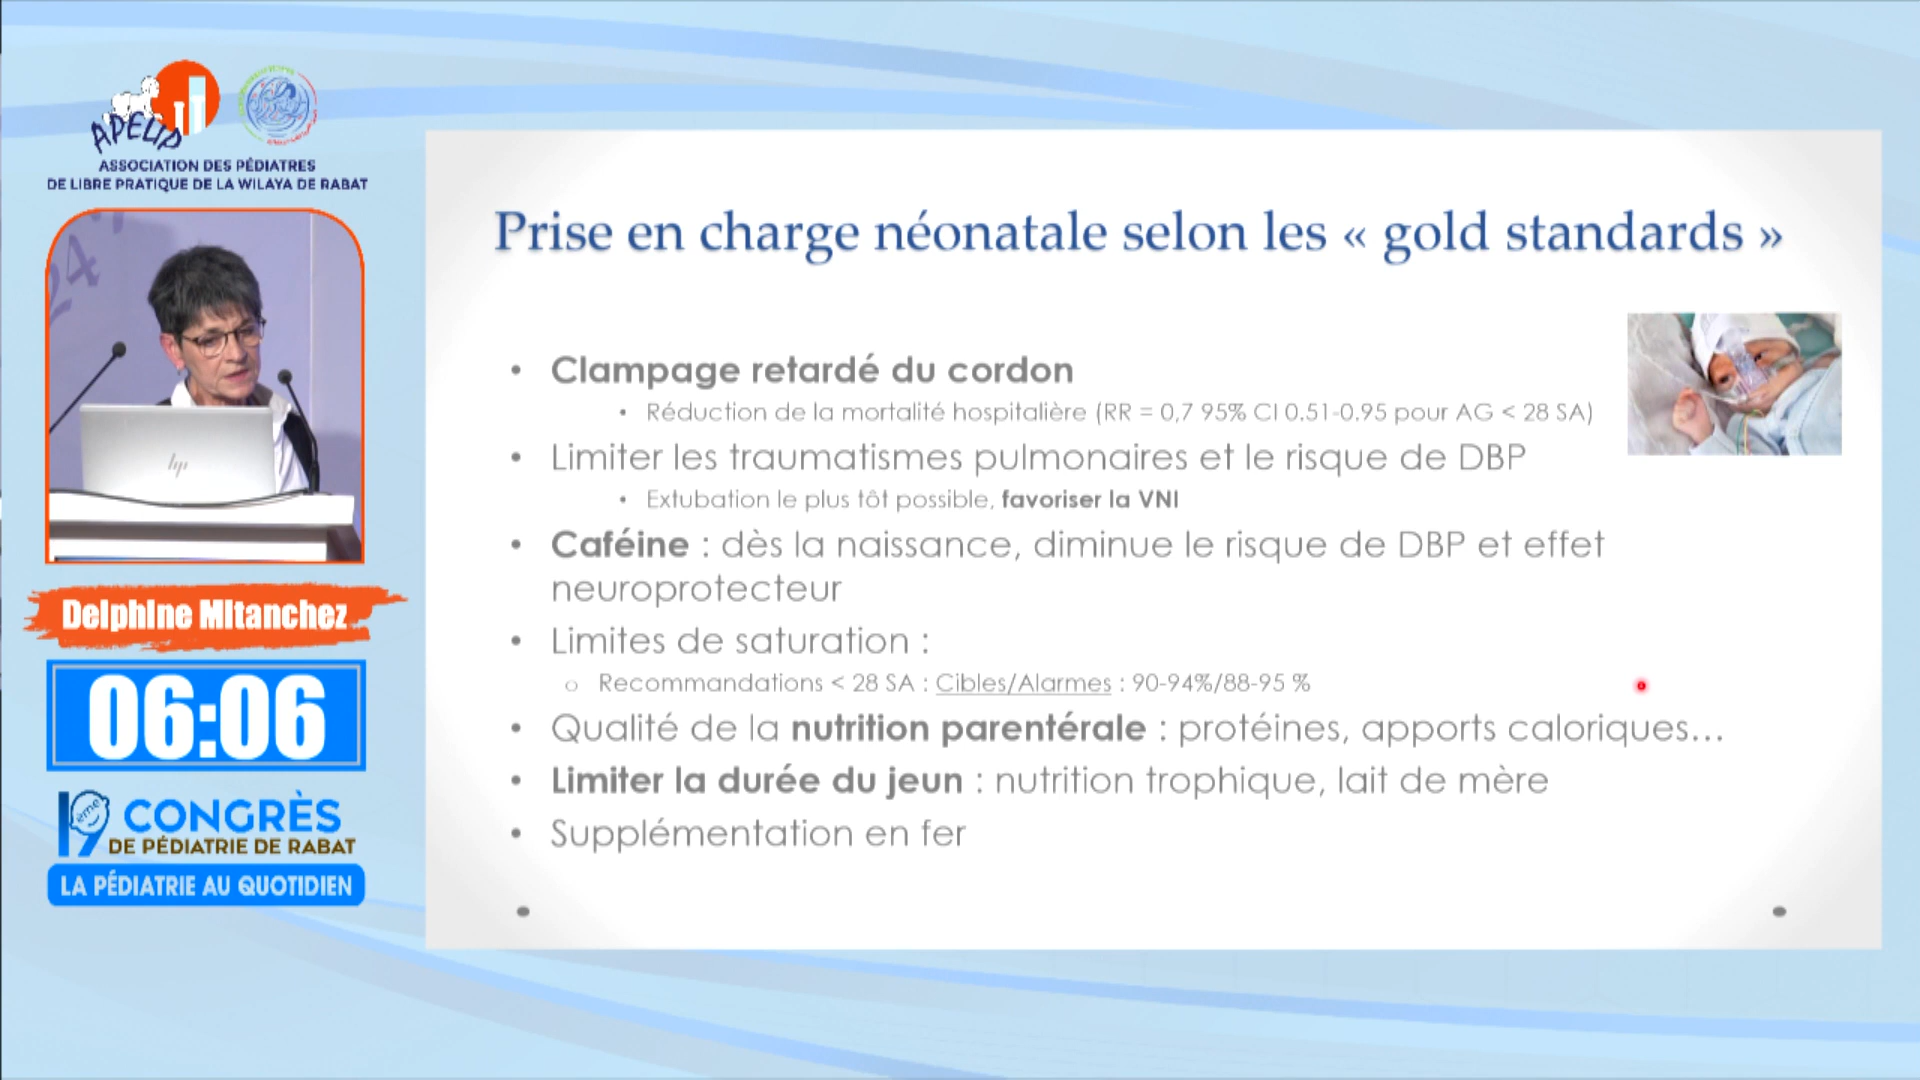 APELIP
ASSOCIATION DES PÉDIATRES
DE LIBRE PRATIQUE DE LA WILAYA DE RABAT
24
hp
Delphine Mitanchez
06:06
19ème CONGRÈS
DE PÉDIATRIE DE RABAT
LA PÉDIATRIE AU QUOTIDIEN
Prise en charge néonatale selon les « gold standards »
• Clampage retardé du cordon
• Réduction de la mortalité hospitalière (RR = 0,7 95% CI 0.51-0.95 pour AG < 28 SA)
• Limiter les traumatismes pulmonaires et le risque de DBP
• Extubation le plus tôt possible, favoriser la VNI
• Caféine : dès la naissance, diminue le risque de DBP et effet
neuroprotecteur
• Limites de saturation :
o Recommandations < 28 SA : Cibles/Alarmes : 90-94%/88-95 %
• Qualité de la nutrition parentérale : protéines, apports caloriques...
• Limiter la durée du jeun : nutrition trophique, lait de mère
• Supplémentation en fer